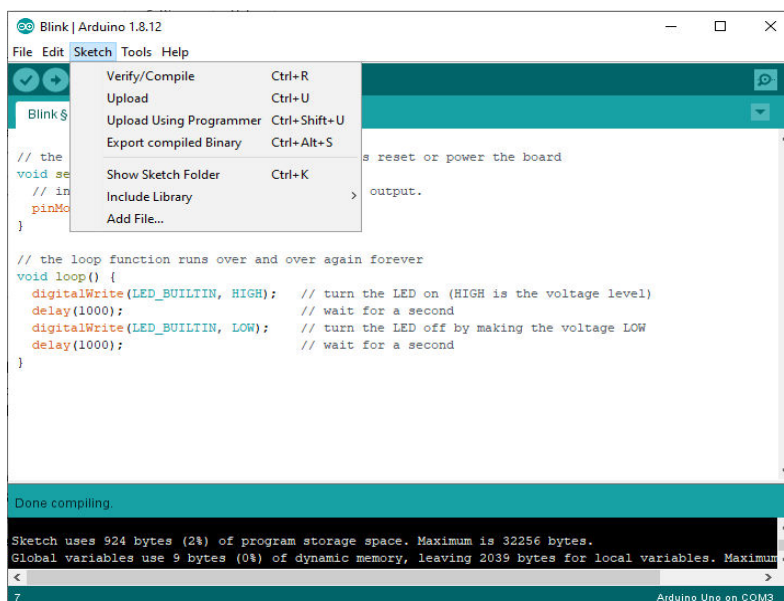 Blink | Arduino 1.8.12
File Edit Sketch Tools Help
Verify/Compile Ctrl+R
Upload Ctrl+U
Upload Using Programmer Ctrl+Shift+U
Export compiled Binary Ctrl+Alt+S
Show Sketch Folder Ctrl+K
Include Library
Add File...
Blink §
// the s reset or power the board
void se
// in output.
pinMo
}
// the loop function runs over and over again forever
void loop() {
digitalWrite(LED_BUILTIN, HIGH); // turn the LED on (HIGH is the voltage level)
delay(1000); // wait for a second
digitalWrite(LED_BUILTIN, LOW); // turn the LED off by making the voltage LOW
delay(1000); // wait for a second
}
Done compiling.
Sketch uses 924 bytes (2%) of program storage space. Maximum is 32256 bytes.
Global variables use 9 bytes (0%) of dynamic memory, leaving 2039 bytes for local variables. Maximum
7 Arduino Uno on COM3